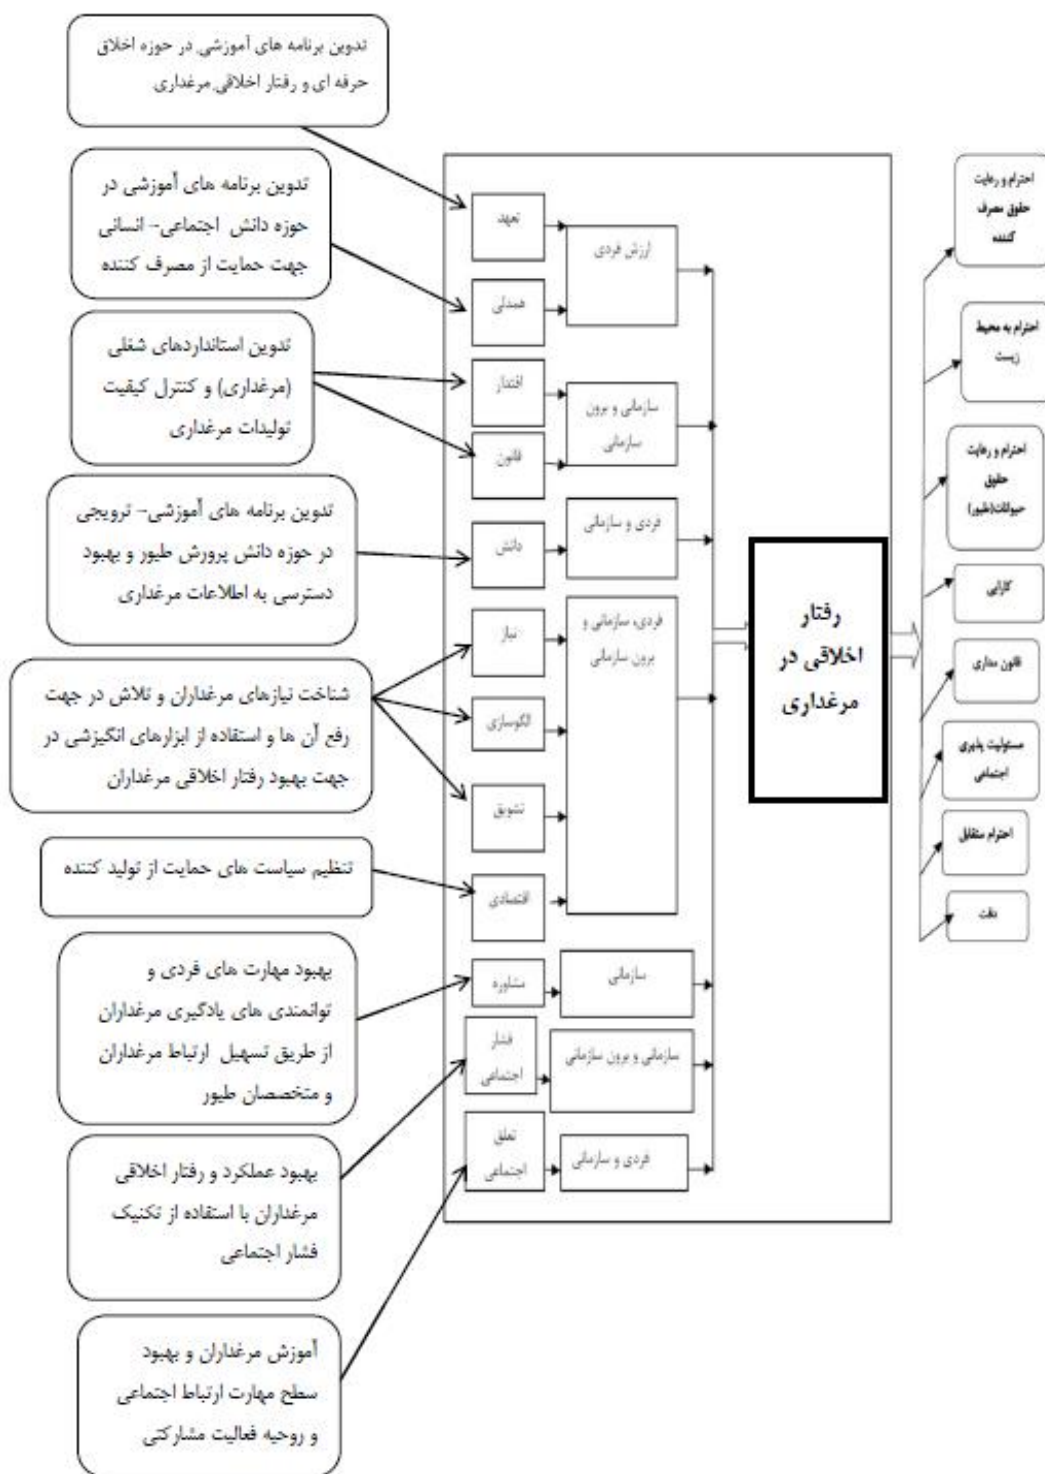 تدوین برنامه های آموزشی در حوزه اخلاق
حرفه ای و رفتار اخلاقی مرغداری
تدوین برنامه های آموزشی در
حوزه دانش اجتماعی- انسانی
جهت حمایت از مصرف کننده
تدوین استانداردهای شغلی
(مرغداری) و کنترل کیفیت
تولیدات مرغداری
تدوین برنامه های آموزشی- ترویجی
در حوزه دانش پرورش طیور و بهبود
دسترسی به اطلاعات مرغداری
شناخت نیازهای مرغداران و تلاش در جهت
رفع آن ها و استفاده از ابزارهای انگیزشی در
جهت بهبود رفتار اخلاقی مرغداران
تنظیم سیاست های حمایت از تولید کننده
بهبود مهارت های فردی و
توانمندی های یادگیری مرغداران
از طریق تسهیل ارتباط مرغداران
و متخصصان طیور
بهبود عملکرد و رفتار اخلاقی
مرغداران با استفاده از تکنیک
فشار اجتماعی
آموزش مرغداران و بهبود
سطح مهارت ارتباط اجتماعی
و روحیه فعالیت مشارکتی
تعهد
همدلی
اقتدار
قانون
دانش
نیاز
الگوسازی
تشویق
اقتصادی
مشاوره
فشار
اجتماعی
تعلق
اجتماعی
ارزش فردی
سازمانی و برون
سازمانی
فردی و سازمانی
فردی، سازمانی و
برون سازمانی
سازمانی
سازمانی و برون سازمانی
فردی و سازمانی
رفتار
اخلاقی در
مرغداری
احترام و رعایت
حقوق مصرف
کننده
احترام به محیط
زیست
احترام و رعایت
حقوق
حیوانات(طیور)
کارایی
قانون مداری
مسئولیت پذیری
اجتماعی
احترام متقابل
دقت